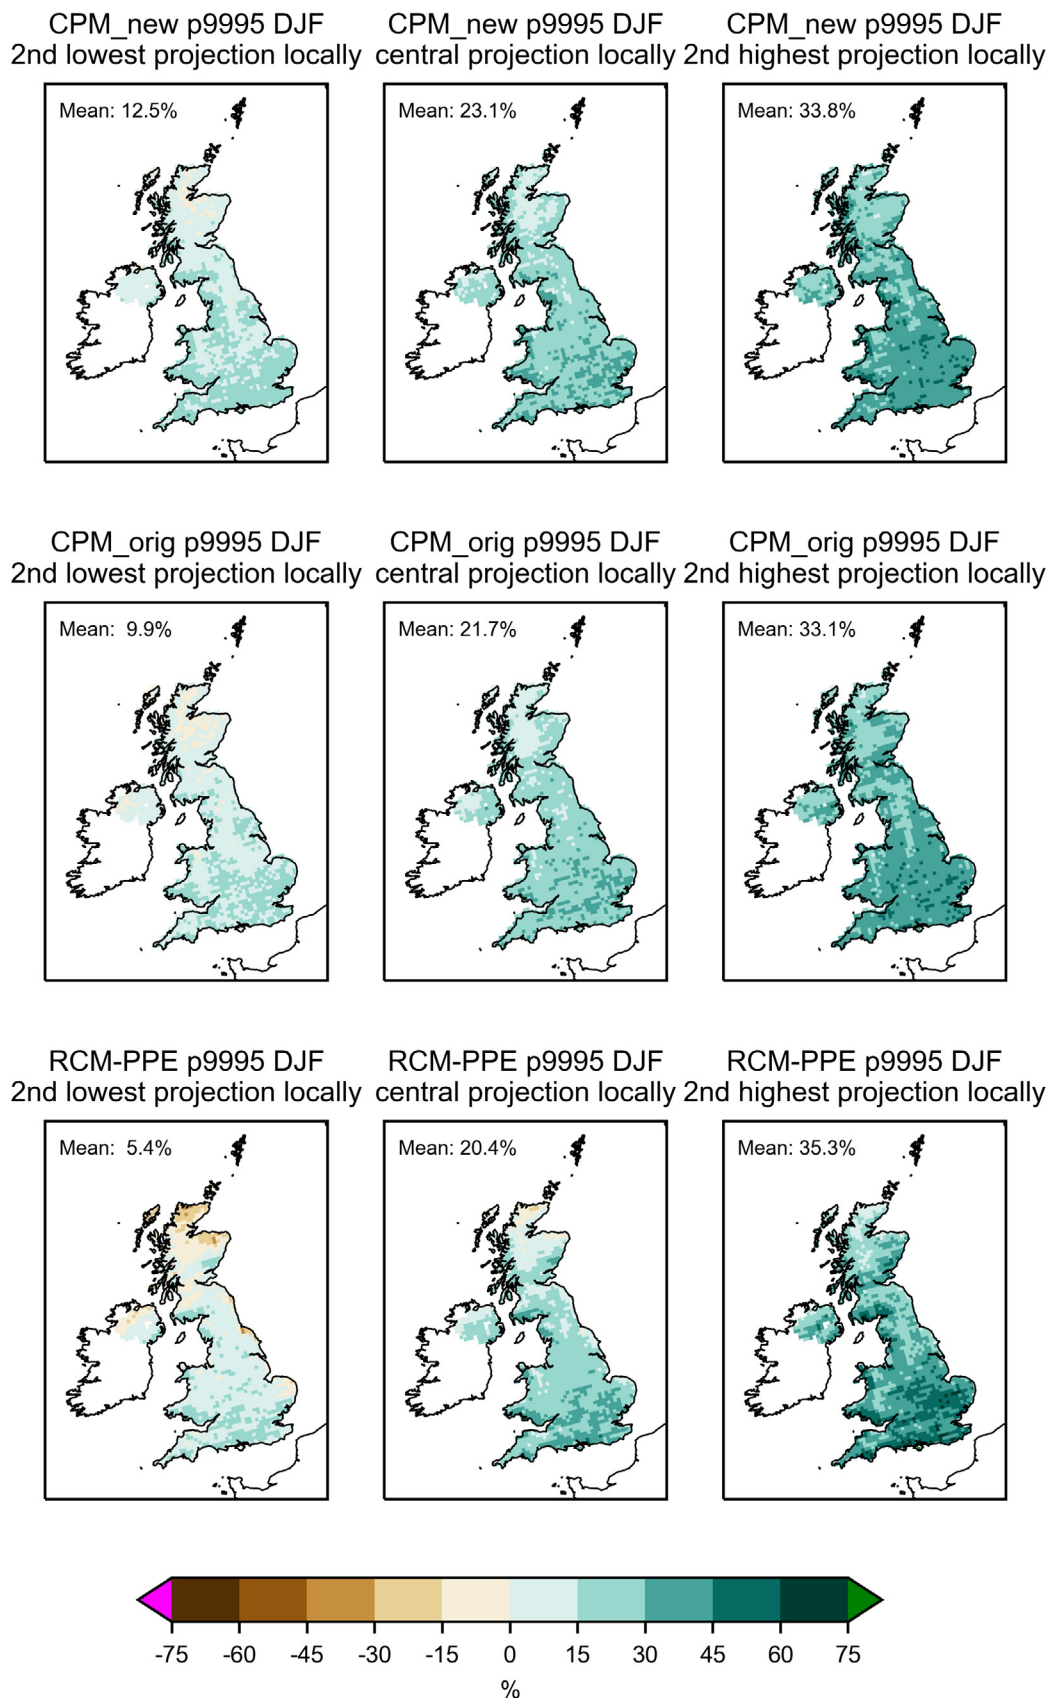 CPM_new p9995 DJF
2nd lowest projection locally
CPM_new p9995 DJF
central projection locally
CPM_new p9995 DJF
2nd highest projection locally
Mean: 12.5%
Mean: 23.1%
Mean: 33.8%
CPM_orig p9995 DJF
2nd lowest projection locally
CPM_orig p9995 DJF
central projection locally
CPM_orig p9995 DJF
2nd highest projection locally
Mean: 9.9%
Mean: 21.7%
Mean: 33.1%
RCM-PPE p9995 DJF
2nd lowest projection locally
RCM-PPE p9995 DJF
central projection locally
RCM-PPE p9995 DJF
2nd highest projection locally
Mean: 5.4%
Mean: 20.4%
Mean: 35.3%
-75 -60 -45 -30 -15 0 15 30 45 60 75
%